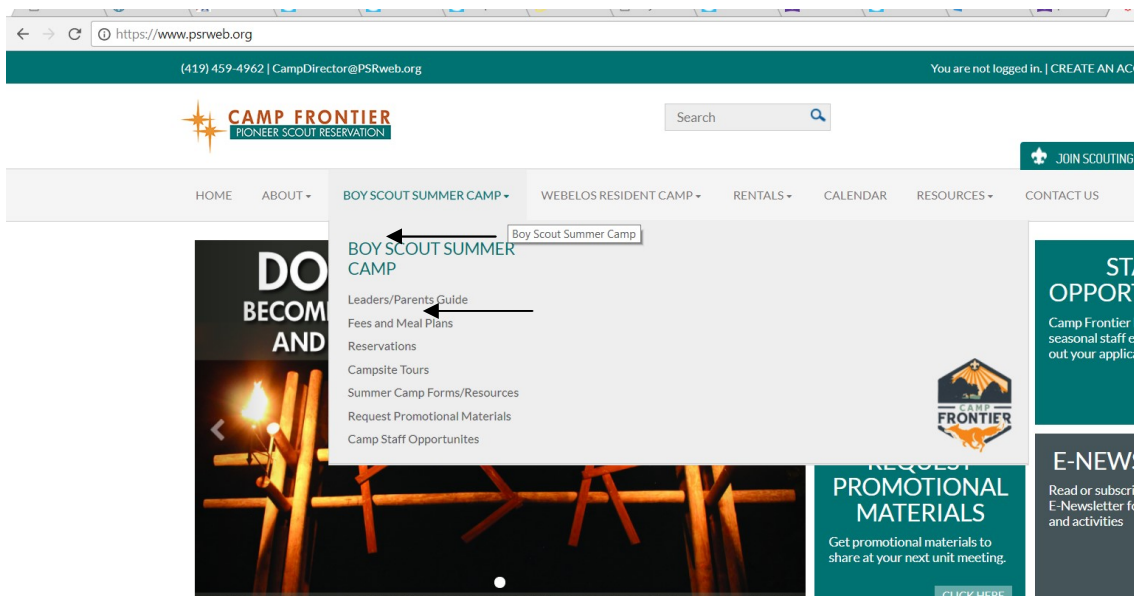 https://www.psrweb.org
(419) 459-4962 | CampDirector@PSRweb.org
You are not logged in. | CREATE AN AC
CAMP FRONTIER
PIONEER SCOUT RESERVATION
Search
JOIN SCOUTING
HOME ABOUT BOY SCOUT SUMMER CAMP WEBELOS RESIDENT CAMP RENTALS CALENDAR RESOURCES CONTACT US
Boy Scout Summer Camp
BOY SCOUT SUMMER
CAMP
Leaders/Parents Guide
Fees and Meal Plans
Reservations
Campsite Tours
Summer Camp Forms/Resources
Request Promotional Materials
Camp Staff Opportunites
CAMP
FRONTIER
DO
BECOM
AND
STA
OPPORT
Camp Frontier
seasonal staff e
out your applica
REQUEST
PROMOTIONAL
MATERIALS
Get promotional materials to
share at your next unit meeting.
CLICK HERE
E-NEWS
Read or subscri
E-Newsletter fo
and activities